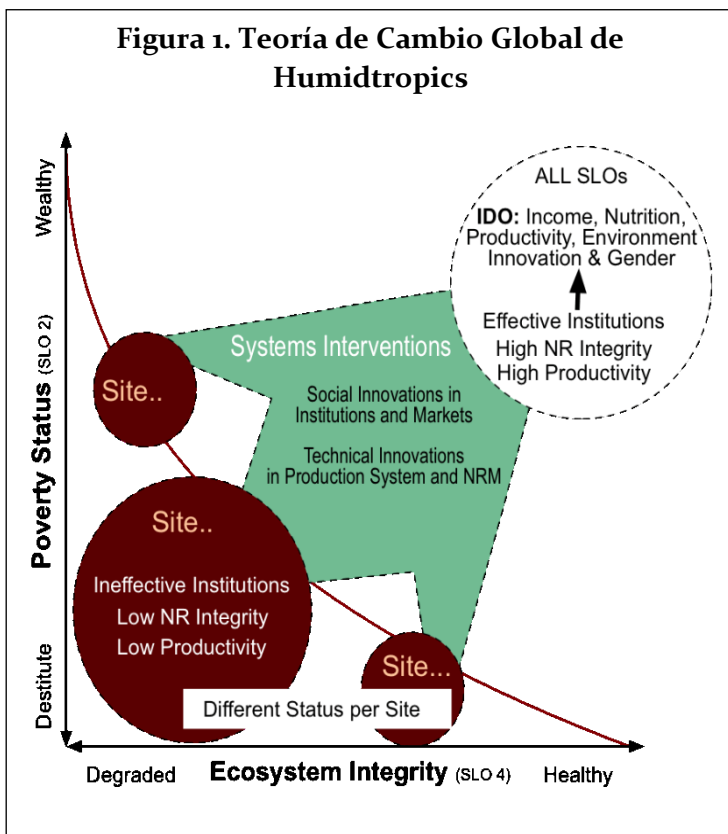 Figura 1. Teoría de Cambio Global de
Humidtropics
Wealthy
Poverty Status (SLO 2)
Destitute
ALL SLOs
IDO: Income, Nutrition,
Productivity, Environment
Innovation & Gender
Effective Institutions
High NR Integrity
High Productivity
Systems Interventions
Social Innovations in
Institutions and Markets
Technical Innovations
in Production System and NRM
Site..
Site..
Ineffective Institutions
Low NR Integrity
Low Productivity
Site...
Different Status per Site
Degraded
Ecosystem Integrity (SLO 4)
Healthy